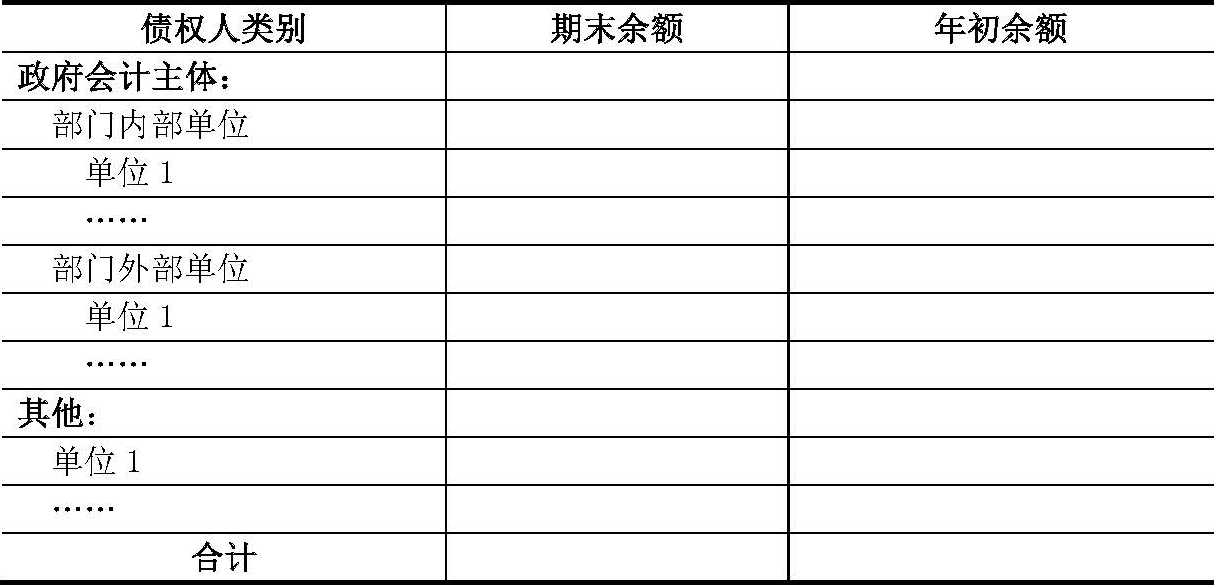 债权人类别 期末余额 年初余额
政府会计主体：
部门内部单位
单位 1
……
部门外部单位
单位 1
……
其他：
单位 1
……
合计